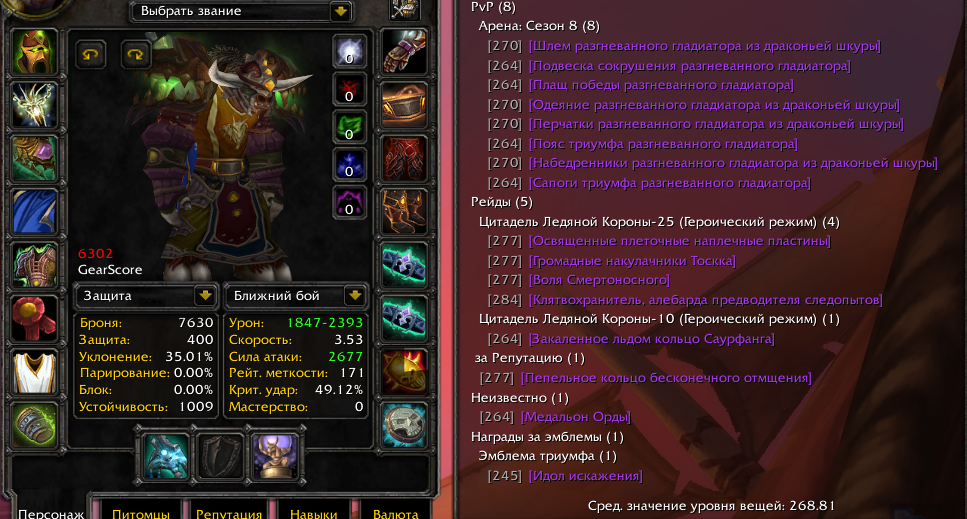 Выбрать звание
0
0
0
0
0
6302
GearScore
Защита
Ближний бой
Броня: 7630
Защита: 400
Уклонение: 35.01%
Парирование: 0.00%
Блок: 0.00%
Устойчивость: 1009
Урон: 1847-2393
Скорость: 3.53
Сила атаки: 2677
Рейт. меткости: 171
Крит. удар: 49.12%
Мастерство: 0
Персонаж
Питомцы
Репутация
Навыки
Валюта
PvP (8)
Арена: Сезон 8 (8)
[270] [Шлем разгневанного гладиатора из драконьей шкуры]
[264] [Подвеска сокрушения разгневанного гладиатора]
[264] [Плащ победы разгневанного гладиатора]
[270] [Одеяние разгневанного гладиатора из драконьей шкуры]
[270] [Перчатки разгневанного гладиатора из драконьей шкуры]
[264] [Пояс триумфа разгневанного гладиатора]
[270] [Набедренники разгневанного гладиатора из драконьей шкуры]
[264] [Сапоги триумфа разгневанного гладиатора]
Рейды (5)
Цитадель Ледяной Короны-25 (Героический режим) (4)
[277] [Освященные плеточные наплечные пластины]
[277] [Громадные накулачники Тоскка]
[277] [Воля Смертоносного]
[284] [Клятвохранитель, алебарда предводителя следопытов]
Цитадель Ледяной Короны-10 (Героический режим) (1)
[264] [Закаленное льдом кольцо Саурфанга]
за Репутацию (1)
[277] [Пепельное кольцо бесконечного отмщения]
Неизвестно (1)
[264] [Медальон Орды]
Награды за эмблемы (1)
Эмблема триумфа (1)
[245] [Идол искажения]
Сред. значение уровня вещей: 268.81